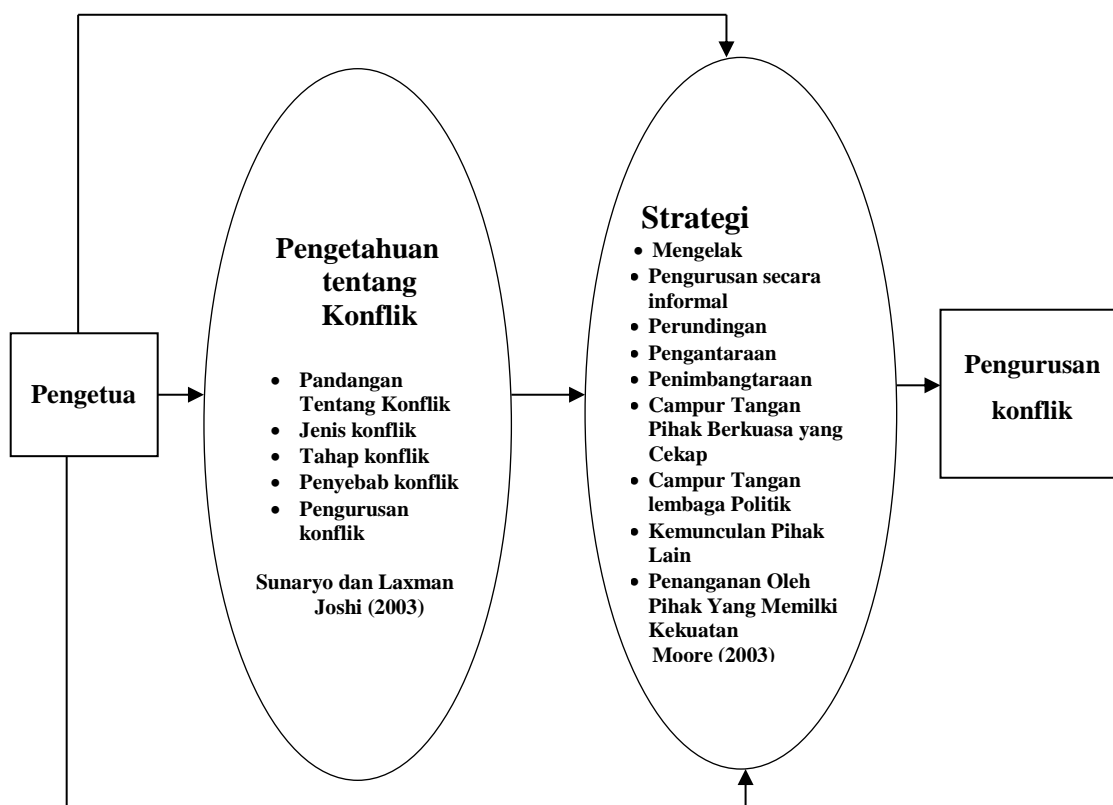 Pengetua
Pengetahuan
tentang
Konflik
• Pandangan
Tentang Konflik
• Jenis konflik
• Tahap konflik
• Penyebab konflik
• Pengurusan
konflik
Sunaryo dan Laxman
Joshi (2003)
Strategi
• Mengelak
• Pengurusan secara
informal
• Perundingan
• Pengantaraan
• Penimbangtaraan
• Campur Tangan
Pihak Berkuasa yang
Cekap
• Campur Tangan
lembaga Politik
• Kemunculan Pihak
Lain
• Penanganan Oleh
Pihak Yang Memilki
Kekuatan
Moore (2003)
Pengurusan
konflik